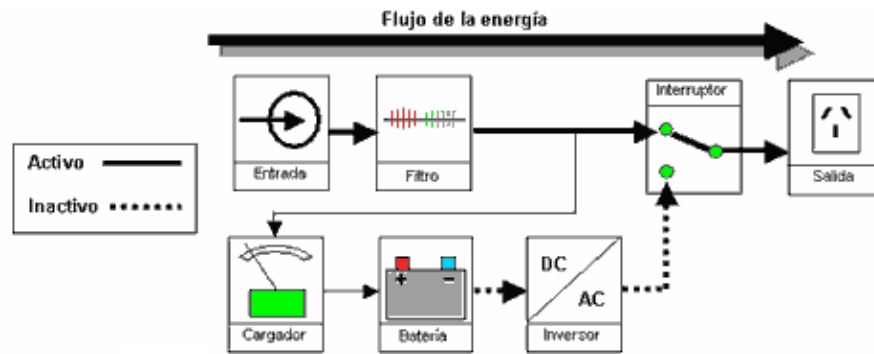 Flujo de la energía
Interruptor
Entrada
Filtro
Salida
Activo
Inactivo
+ −
DC
AC
Cargador
Batería
Inversor